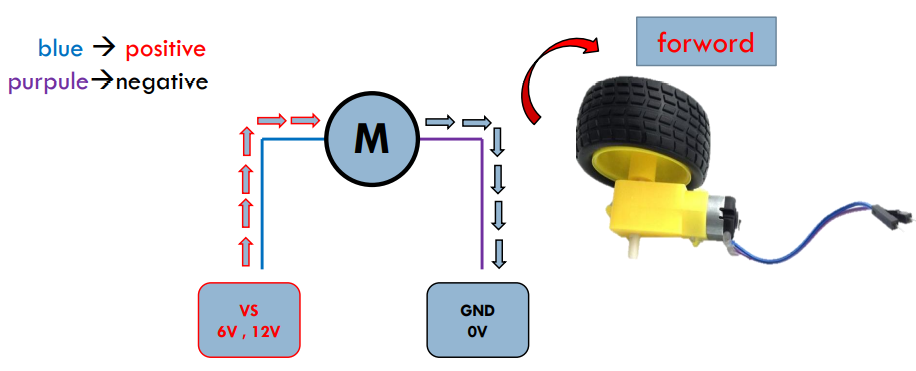 blue → positive
purpule→negative
forword
M
VS
6V , 12V
GND
0V